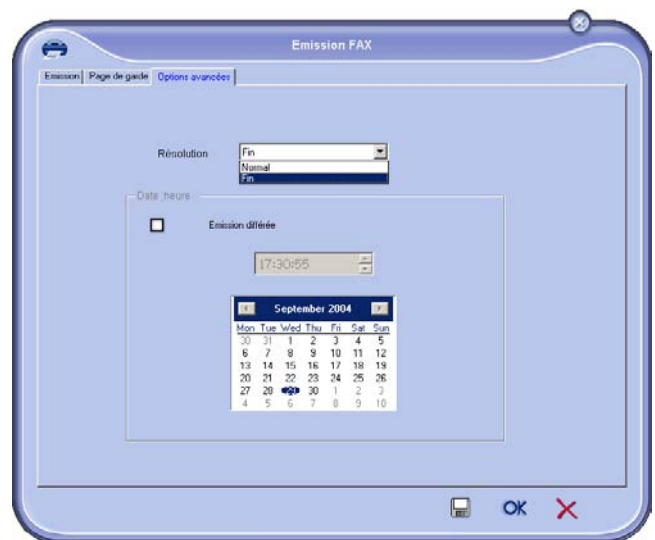 Emission FAX
Emission Page de garde Options avancées
Résolution Fin
Normal
Fin
Date_heure
Emission différée
17:30:55
September 2004
Mon Tue Wed Thu Fri Sat Sun
30 31 1 2 3 4 5
6 7 8 9 10 11 12
13 14 15 16 17 18 19
20 21 22 23 24 25 26
27 28 29 30 1 2 3
4 5 6 7 8 9 10
OK